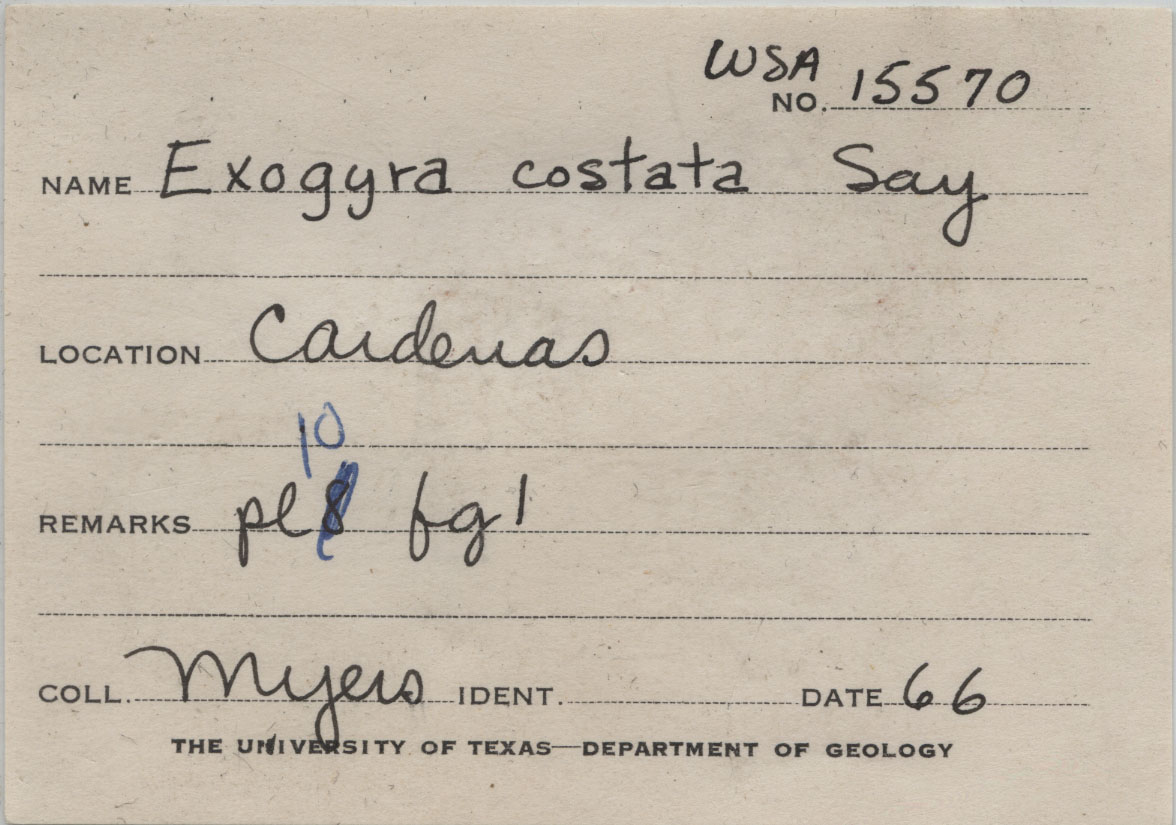 WSA
NO. 15570
NAME Exogyra costata Say
LOCATION Cardenas
10
REMARKS pl 8 fg 1
COLL. Myers IDENT. DATE 66
THE UNIVERSITY OF TEXAS—DEPARTMENT OF GEOLOGY